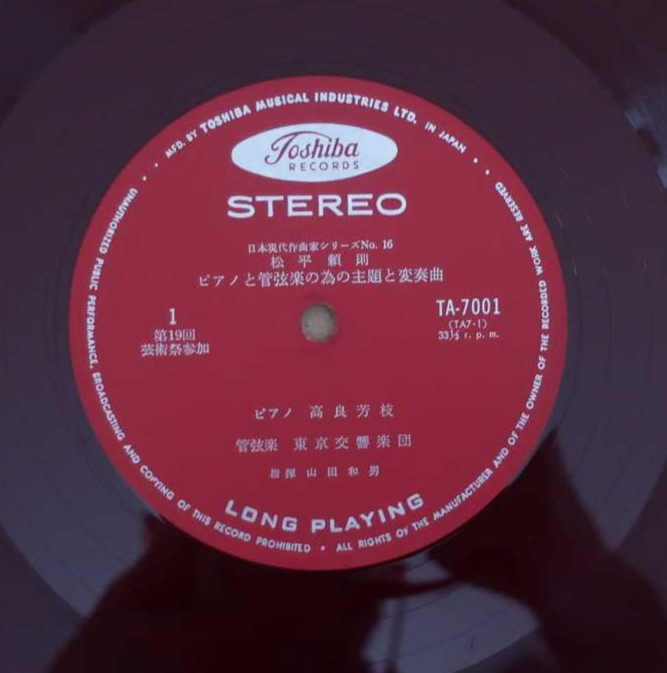 MFD. BY TOSHIBA MUSICAL INDUSTRIES LTD. IN JAPAN
Toshiba
RECORDS
STEREO
日本現代作曲家シリーズNo. 16
松平頼則
ピアノと管弦楽の為の主題と変奏曲
1
第19回
芸術祭参加
TA-7001
(TA7-1)
33⅓ r. p. m.
ピアノ 高良芳枝
管弦楽 東京交響楽団
指揮 山田和男
LONG PLAYING
UNAUTHORIZED PUBLIC PERFORMANCE, BROADCASTING AND COPYING OF THIS RECORD PROHIBITED • ALL RIGHTS OF THE MANUFACTURER AND OF THE OWNER OF THE RECORDED WORK ARE RESERVED